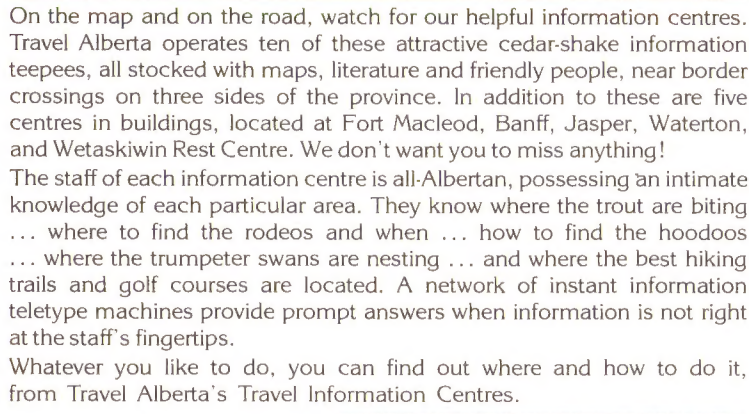 On the map and on the road, watch for our helpful information centres.
Travel Alberta operates ten of these attractive cedar-shake information
teepees, all stocked with maps, literature and friendly people, near border
crossings on three sides of the province. In addition to these are five
centres in buildings, located at Fort Macleod, Banff, Jasper, Waterton,
and Wetaskiwin Rest Centre. We don't want you to miss anything!
The staff of each information centre is all-Albertan, possessing an intimate
knowledge of each particular area. They know where the trout are biting
... where to find the rodeos and when ... how to find the hoodoos
... where the trumpeter swans are nesting ... and where the best hiking
trails and golf courses are located. A network of instant information
teletype machines provide prompt answers when information is not right
at the staff's fingertips.
Whatever you like to do, you can find out where and how to do it,
from Travel Alberta's Travel Information Centres.